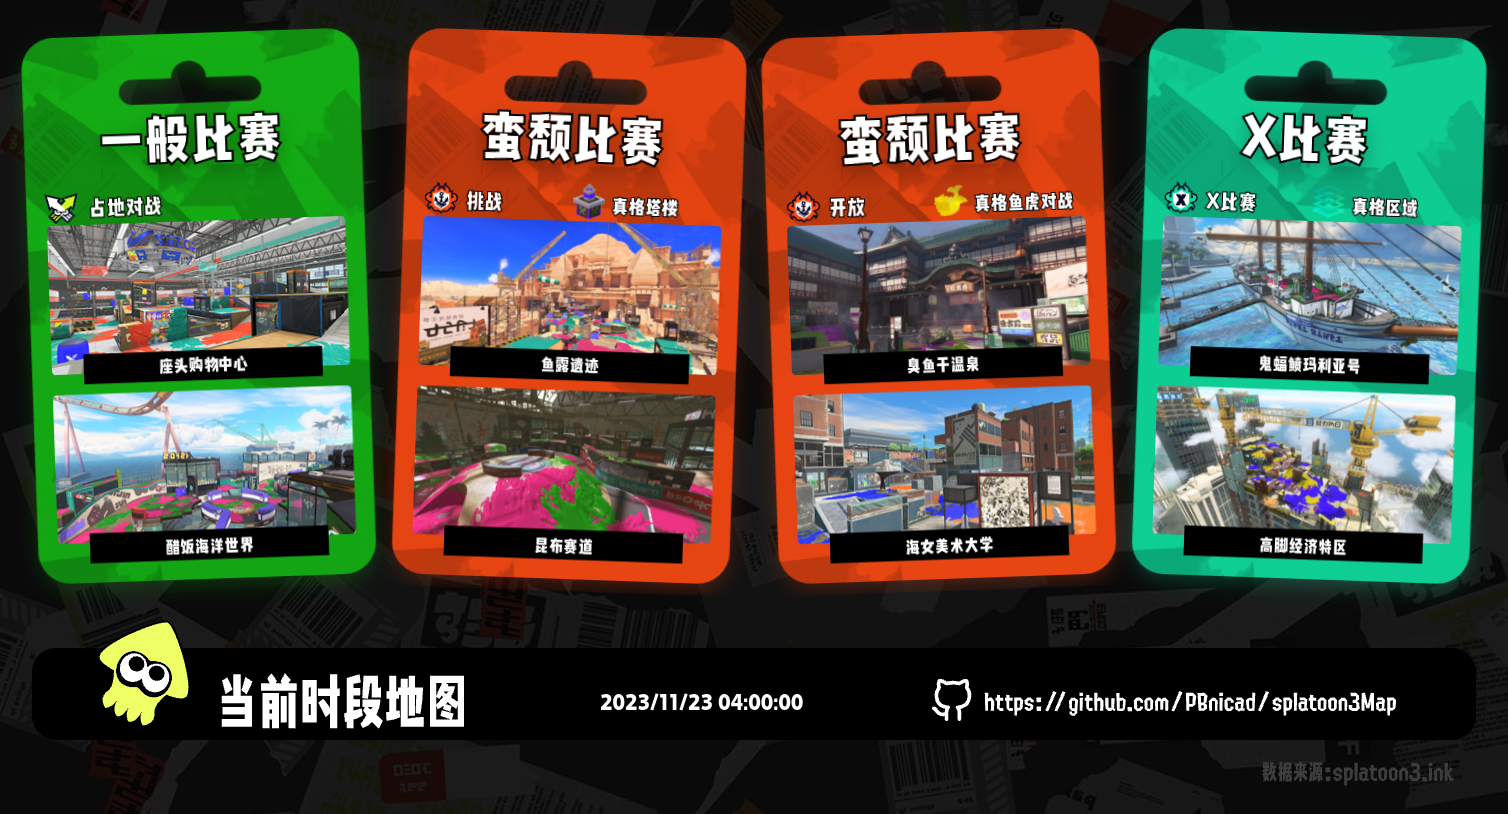 一般比赛
占地对战
座头购物中心
醋饭海洋世界
蛮颓比赛
挑战
真格塔楼
鱼露遗迹
昆布赛道
蛮颓比赛
开放
真格鱼虎对战
臭鱼干温泉
海女美术大学
X比赛
X比赛
真格区域
鬼蝠鲼玛利亚号
高脚经济特区
当前时段地图
2023/11/23 04:00:00
https://github.com/PBnicad/splatoon3Map
数据来源:splatoon3.ink